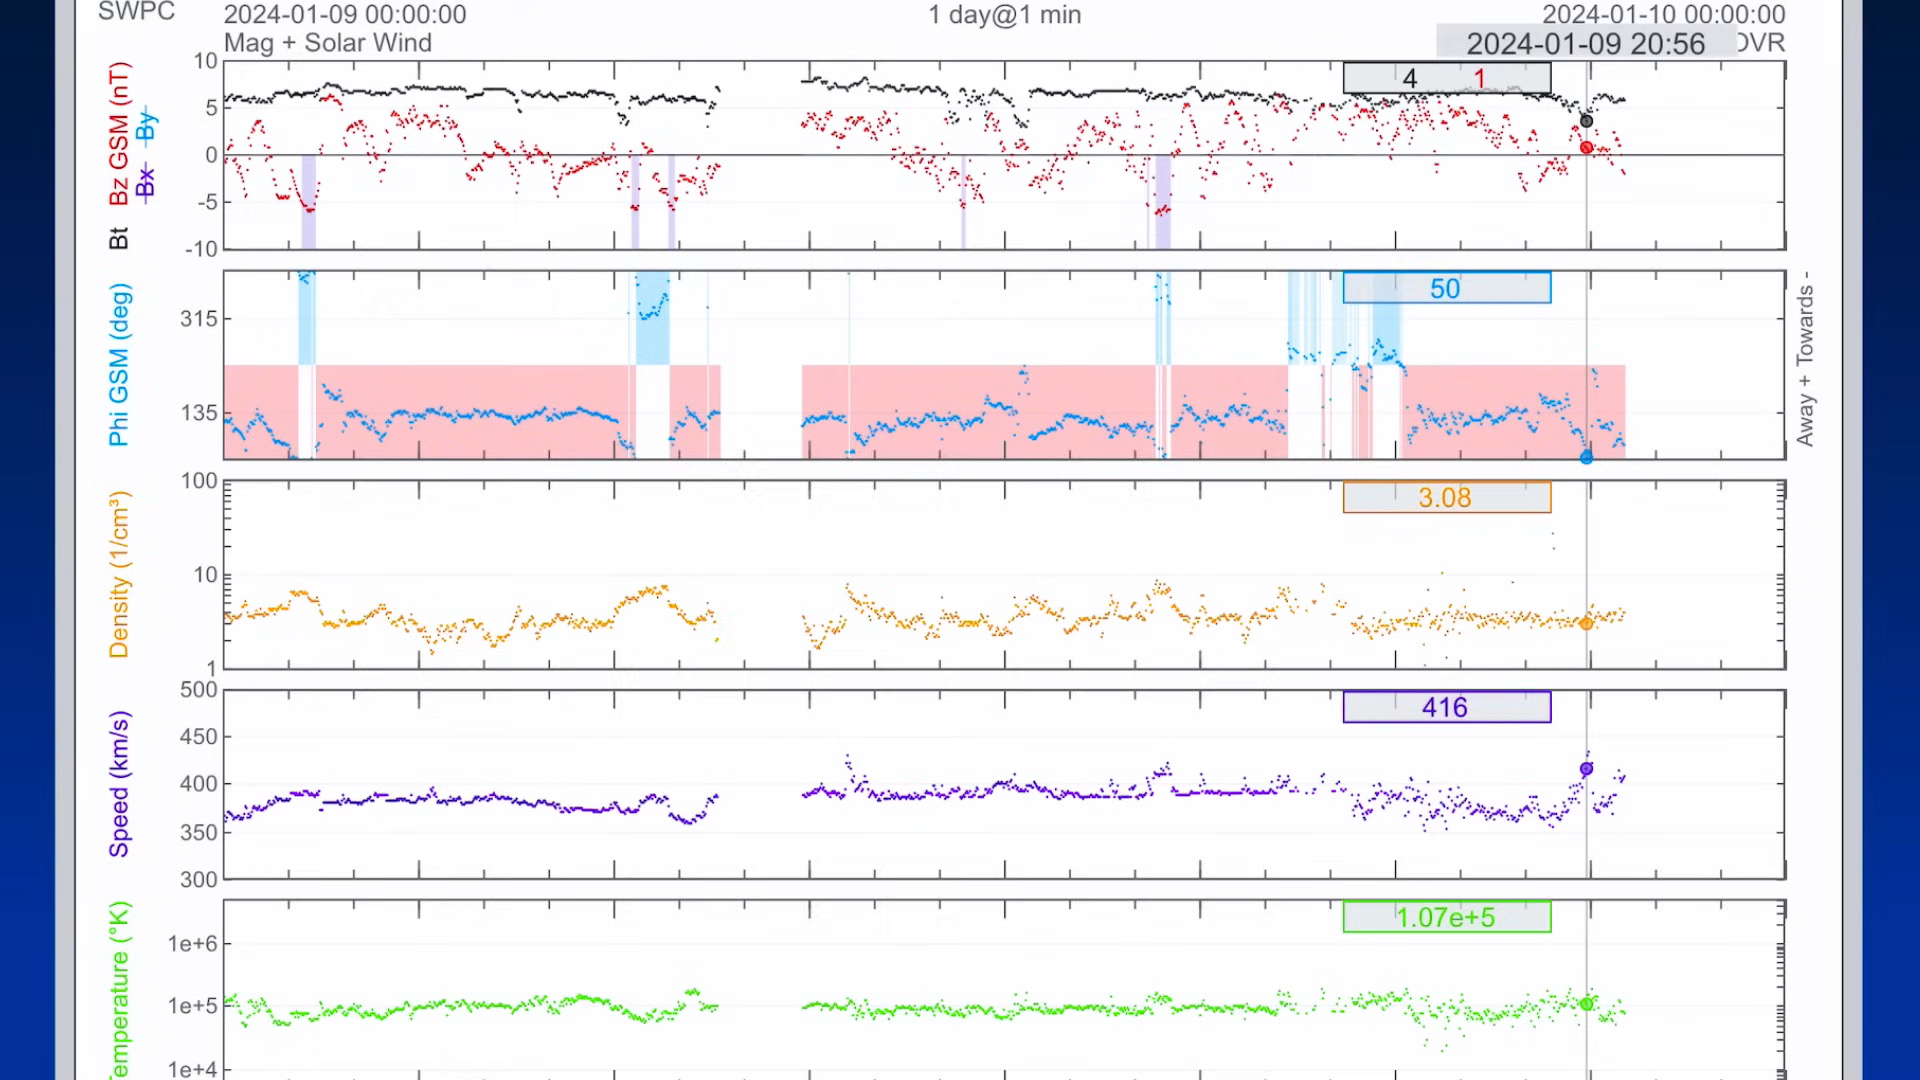 SWPC
2024-01-09 00:00:00
1 day@1 min
2024-01-10 00:00:00
Mag + Solar Wind
2024-01-09 20:56
OVR
Bt Bz GSM (nT)
Bx By
10
5
0
-5
-10
4 1
Phi GSM (deg)
315
135
50
Away + Towards -
Density (1/cm³)
100
10
1
3.08
Speed (km/s)
500
450
400
350
300
416
Temperature (°K)
1e+6
1e+5
1e+4
1.07e+5